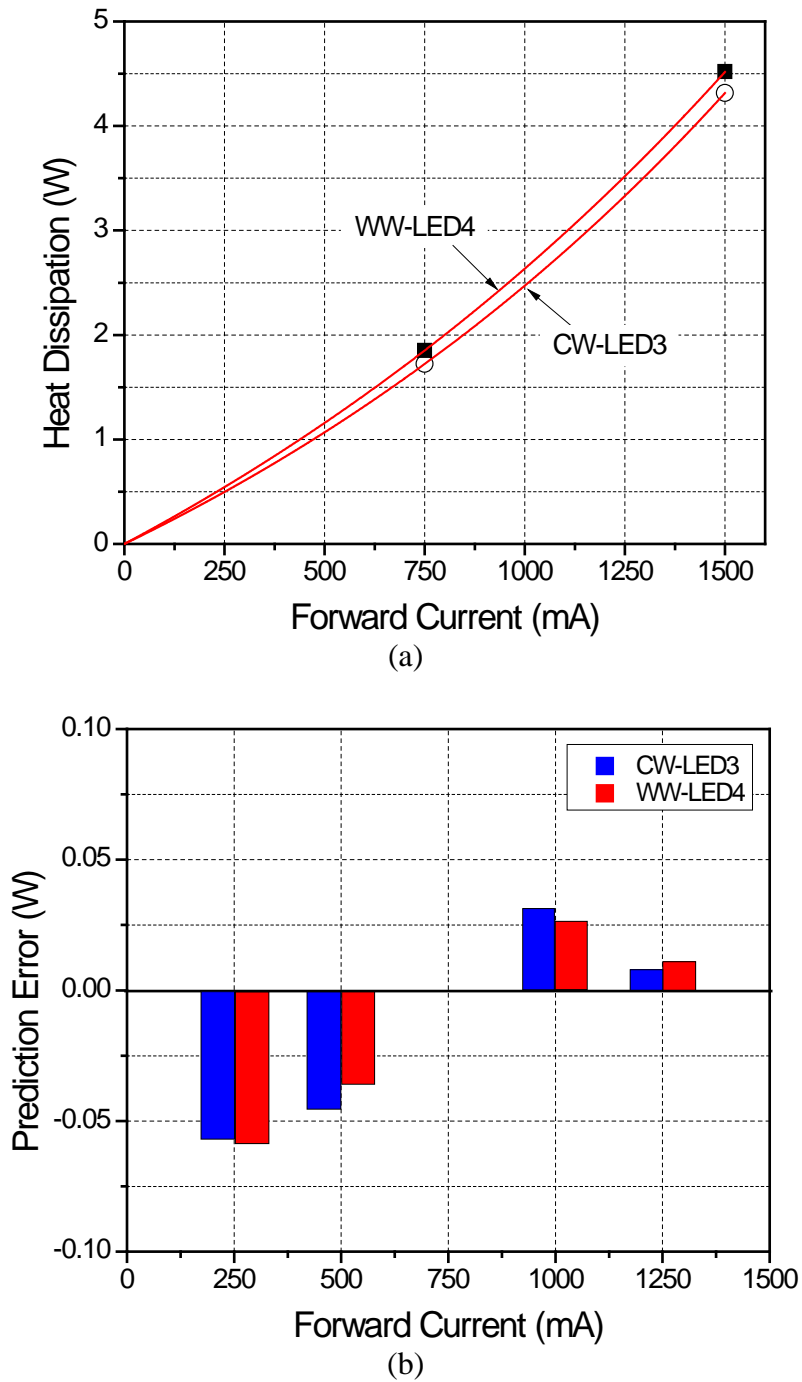 5
4
3
2
1
0
Heat Dissipation (W)
WW-LED4
CW-LED3
0 250 500 750 1000 1250 1500
Forward Current (mA)
(a)
0.10
0.05
0.00
-0.05
-0.10
Prediction Error (W)
CW-LED3
WW-LED4
0 250 500 750 1000 1250 1500
Forward Current (mA)
(b)